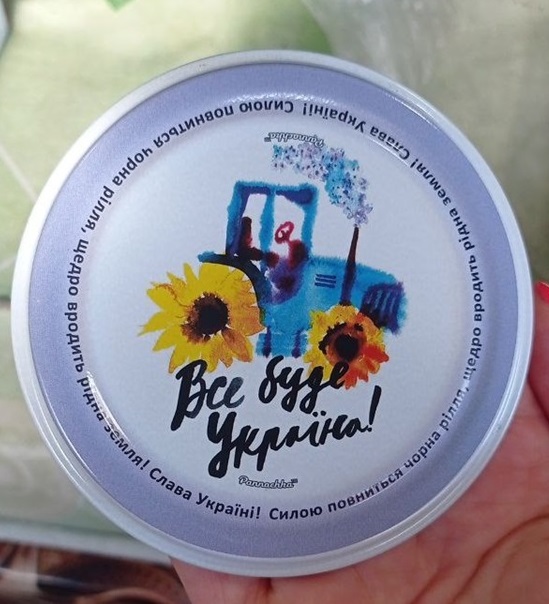 Pannochka
Все буде
Україна!
Pannochka
Силою повниться чорна рілля, щедро вродить рідна земля! Слава Україні!
Силою повниться чорна рілля, щедро вродить рідна земля! Слава Україні!